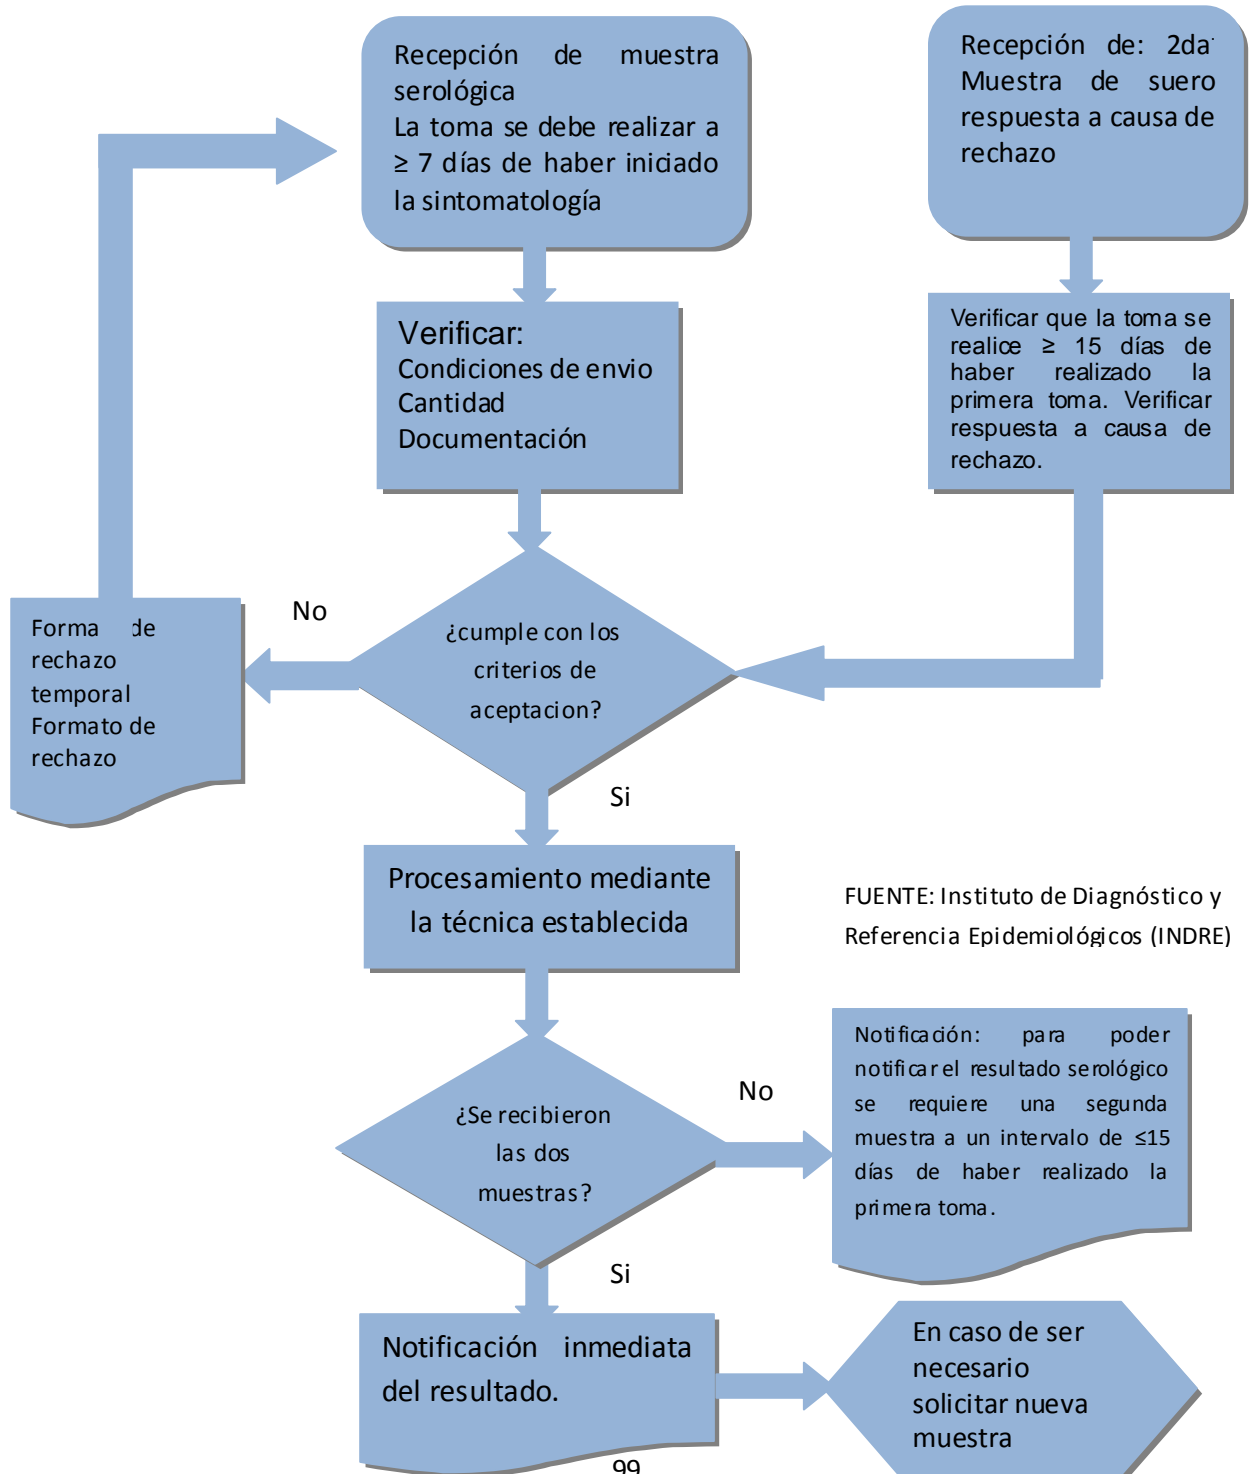 Recepción de muestra
serológica
La toma se debe realizar a
≥ 7 días de haber iniciado
la sintomatología
Recepción de: 2da.
Muestra de suero
respuesta a causa de
rechazo
Verificar:
Condiciones de envio
Cantidad
Documentación
Verificar que la toma se
realice ≥ 15 días de
haber realizado la
primera toma. Verificar
respuesta a causa de
rechazo.
No
Forma de
rechazo
temporal
Formato de
rechazo
¿cumple con los
criterios de
aceptacion?
Si
Procesamiento mediante
la técnica establecida
FUENTE: Instituto de Diagnóstico y
Referencia Epidemiológicos (INDRE)
¿Se recibieron
las dos
muestras?
No
Notificación: para poder
notificar el resultado serológico
se requiere una segunda
muestra a un intervalo de ≤15
días de haber realizado la
primera toma.
Si
Notificación inmediata
del resultado.
En caso de ser
necesario
solicitar nueva
muestra
99